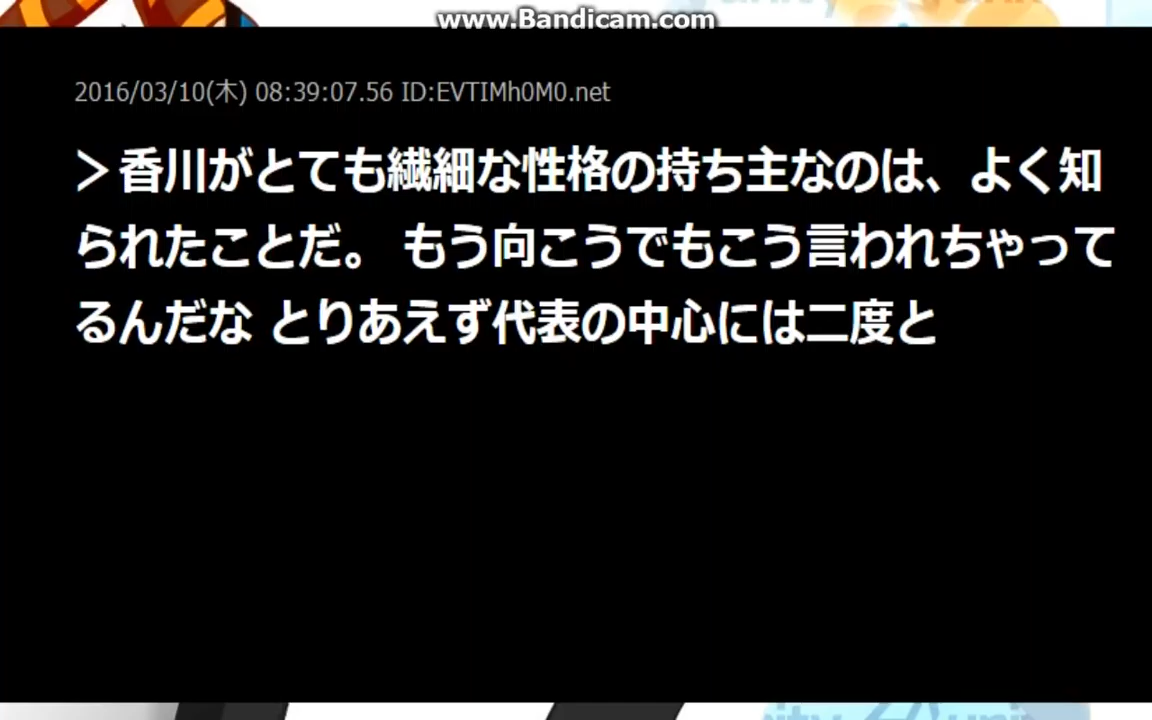 www.Bandicam.com
2016/03/10(木) 08:39:07.56 ID:EVTIMh0M0.net
＞香川がとても繊細な性格の持ち主なのは、よく知
られたことだ。 もう向こうでもこう言われちゃって
るんだな とりあえず代表の中心には二度と